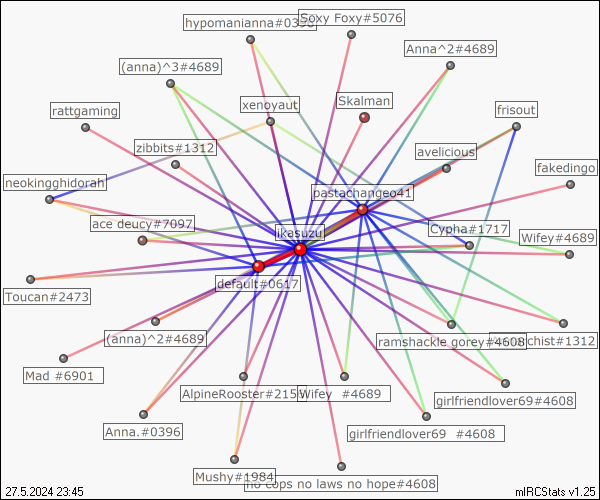 hypomanianna#0396
Soxy Foxy#5076
Anna^2#4689
(anna)^3#4689
xenoyaut
Skalman
rattgaming
frisout
zibbits#1312
avelicious
fakedingo
neokingghidorah
pastachangeo41
ace deucy#7097
ikasuzu
Cypha#1717
Wifey#4689
default#0617
Toucan#2473
(anna)^2#4689
ramshackle gorey#4608
chist#1312
Mad #6901
AlpineRooster#215
Wifey #4689
girlfriendlover69#4608
Anna.#0396
girlfriendlover69 #4608
Mushy#1984
no cops no laws no hope#4608
27.5.2024 23:45
mIRCStats v1.25